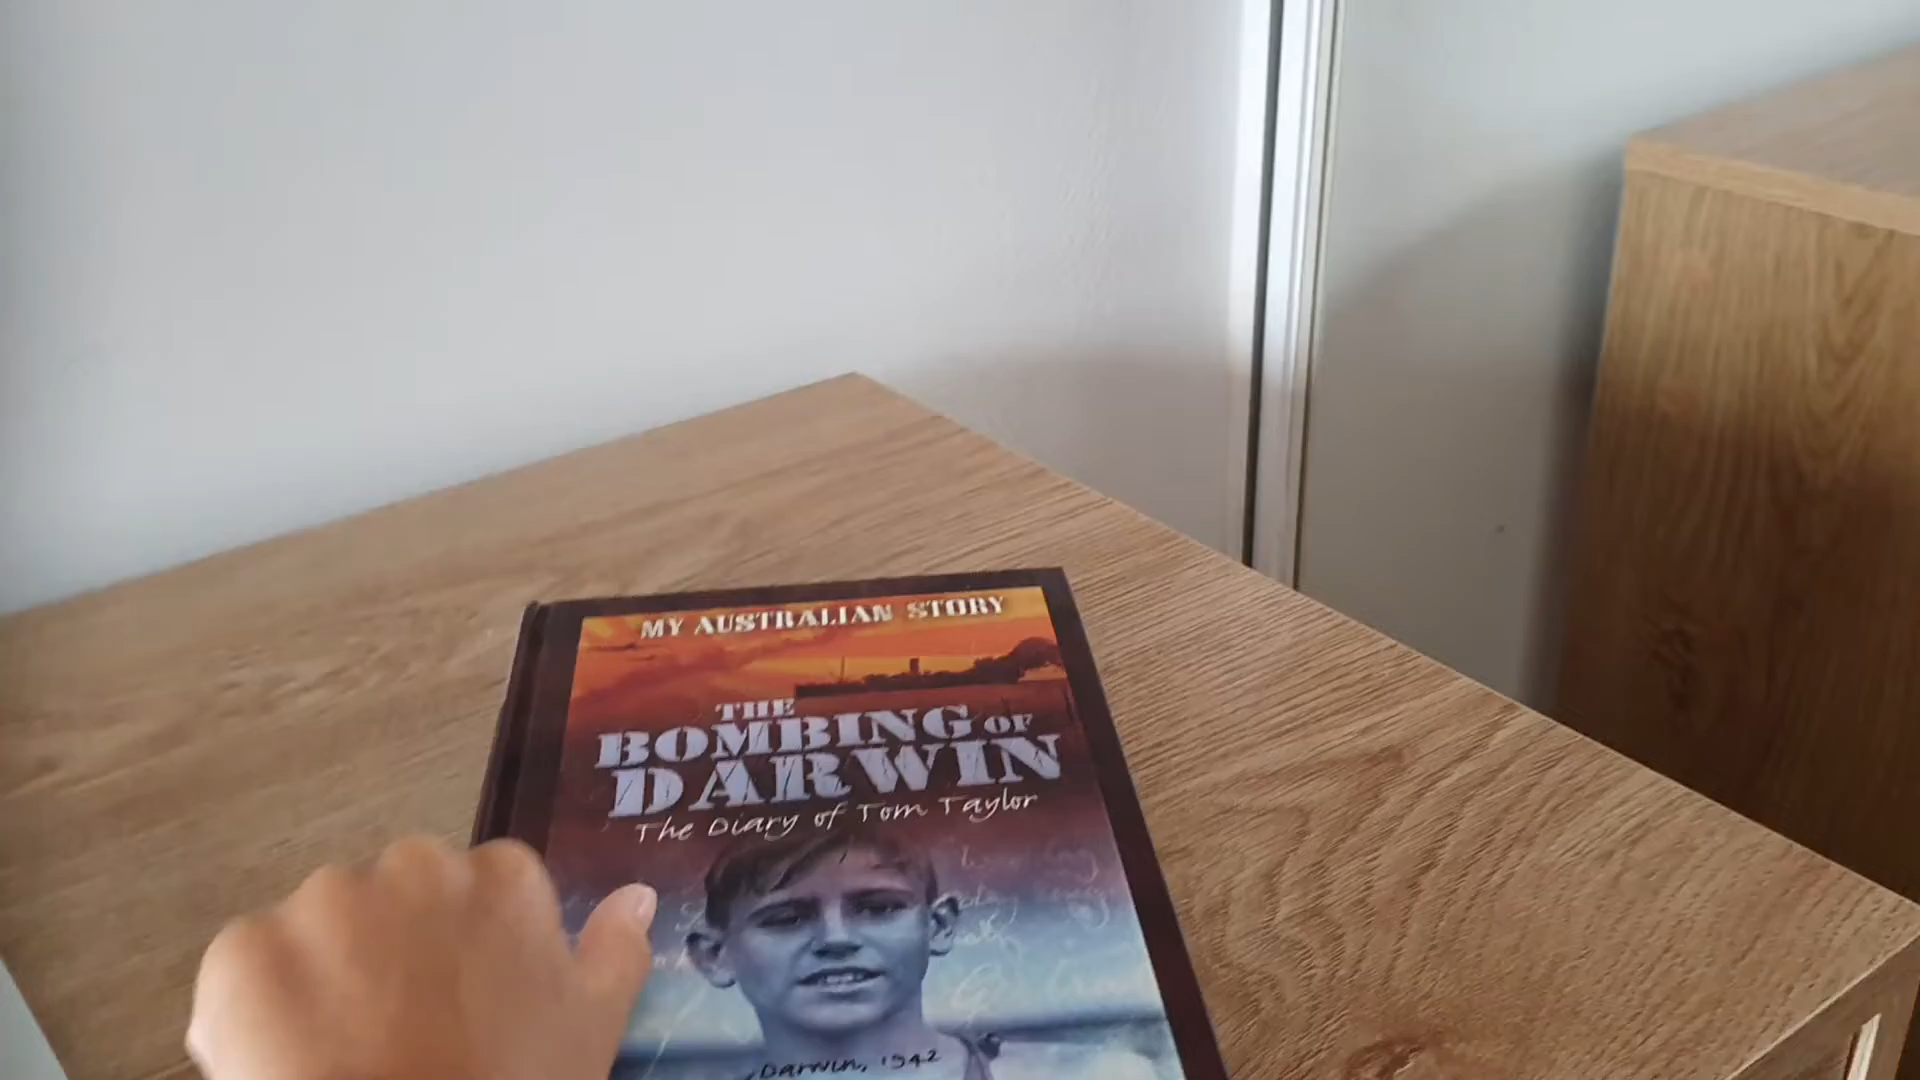 MY AUSTRALIAN STORY
THE
BOMBING OF
DARWIN
The Diary of Tom Taylor
Darwin, 1942